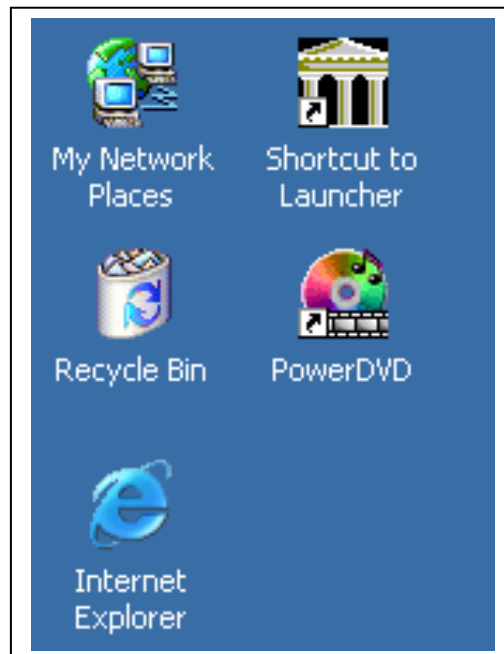 My Network
Places
Shortcut to
Launcher
Recycle Bin
PowerDVD
Internet
Explorer